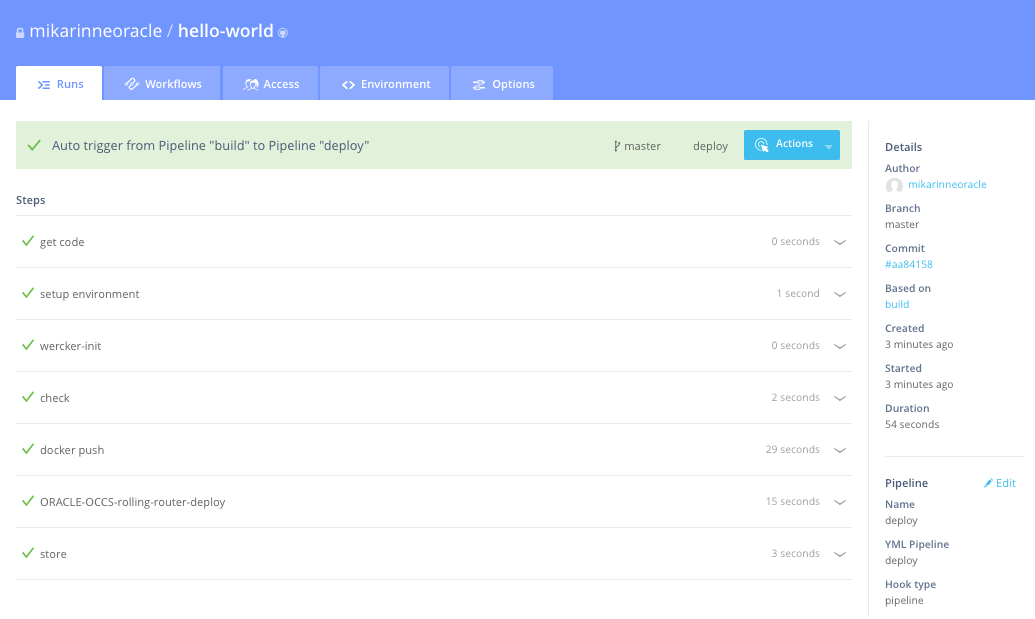 mikarinneoracle / hello-world
Runs
Workflows
Access
Environment
Options
Auto trigger from Pipeline "build" to Pipeline "deploy"
master
deploy
Actions
Steps
get code 0 seconds
setup environment 1 second
wercker-init 0 seconds
check 2 seconds
docker push 29 seconds
ORACLE-OCCS-rolling-router-deploy 15 seconds
store 3 seconds
Details
Author
mikarinneoracle
Branch
master
Commit
#aa84158
Based on
build
Created
3 minutes ago
Started
3 minutes ago
Duration
54 seconds
Pipeline Edit
Name
deploy
YML Pipeline
deploy
Hook type
pipeline